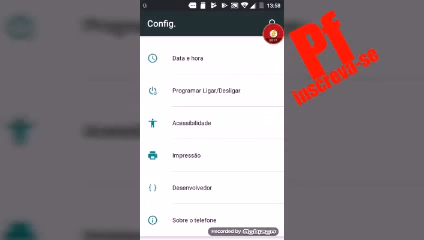 13:58
Config.
Data e hora
Programar Ligar/Desligar
Acessibilidade
Impressão
Desenvolvedor
Sobre o telefone
Recorded by
Pf
inscreva-se